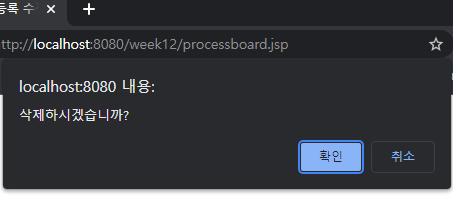 등록 수
ttp://localhost:8080/week12/processboard.jsp
localhost:8080 내용:
삭제하시겠습니까?
확인 취소